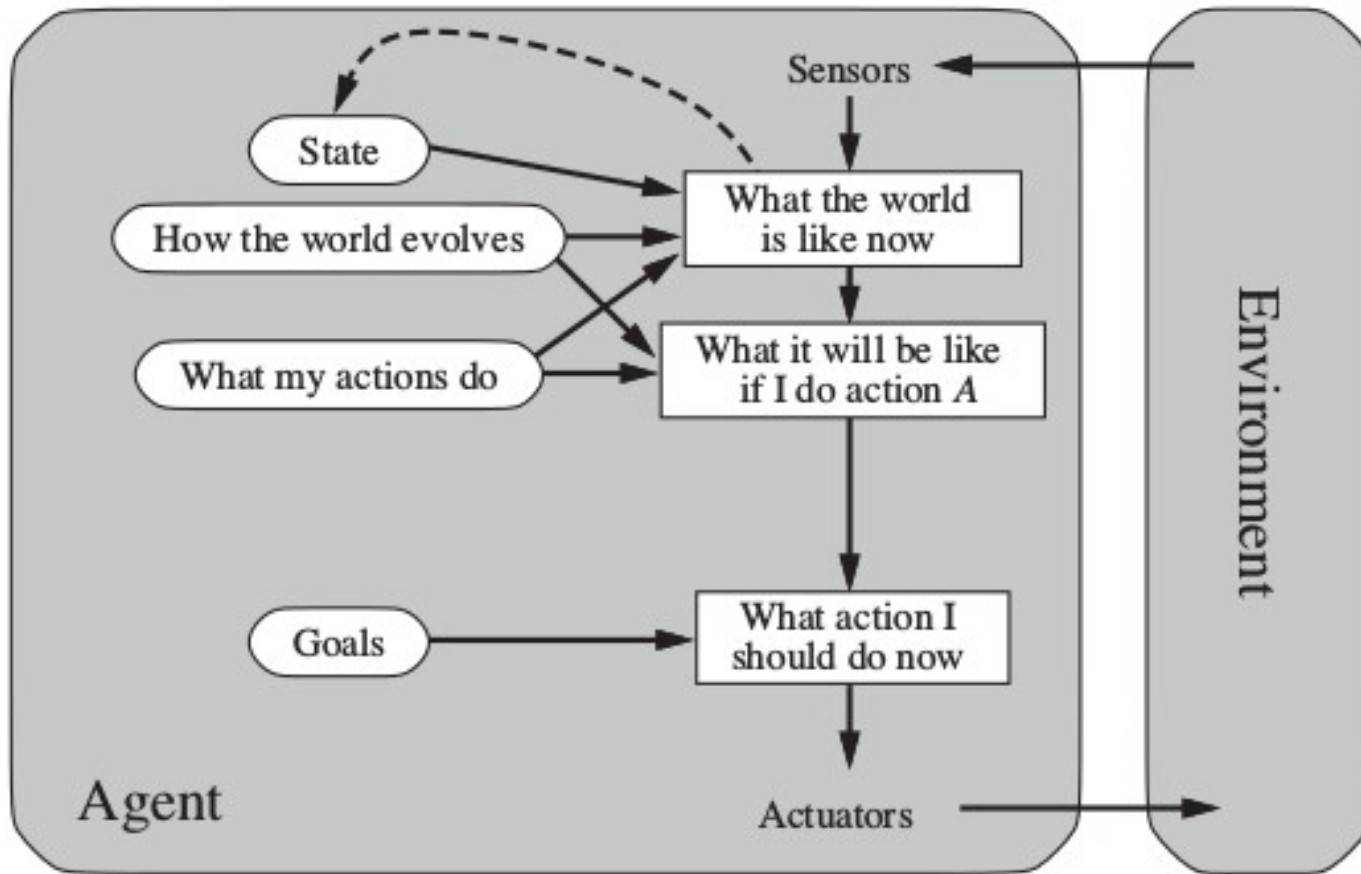 Sensors
State
What the world
is like now
How the world evolves
What my actions do
What it will be like
if I do action A
Goals
What action I
should do now
Agent
Actuators
Environment